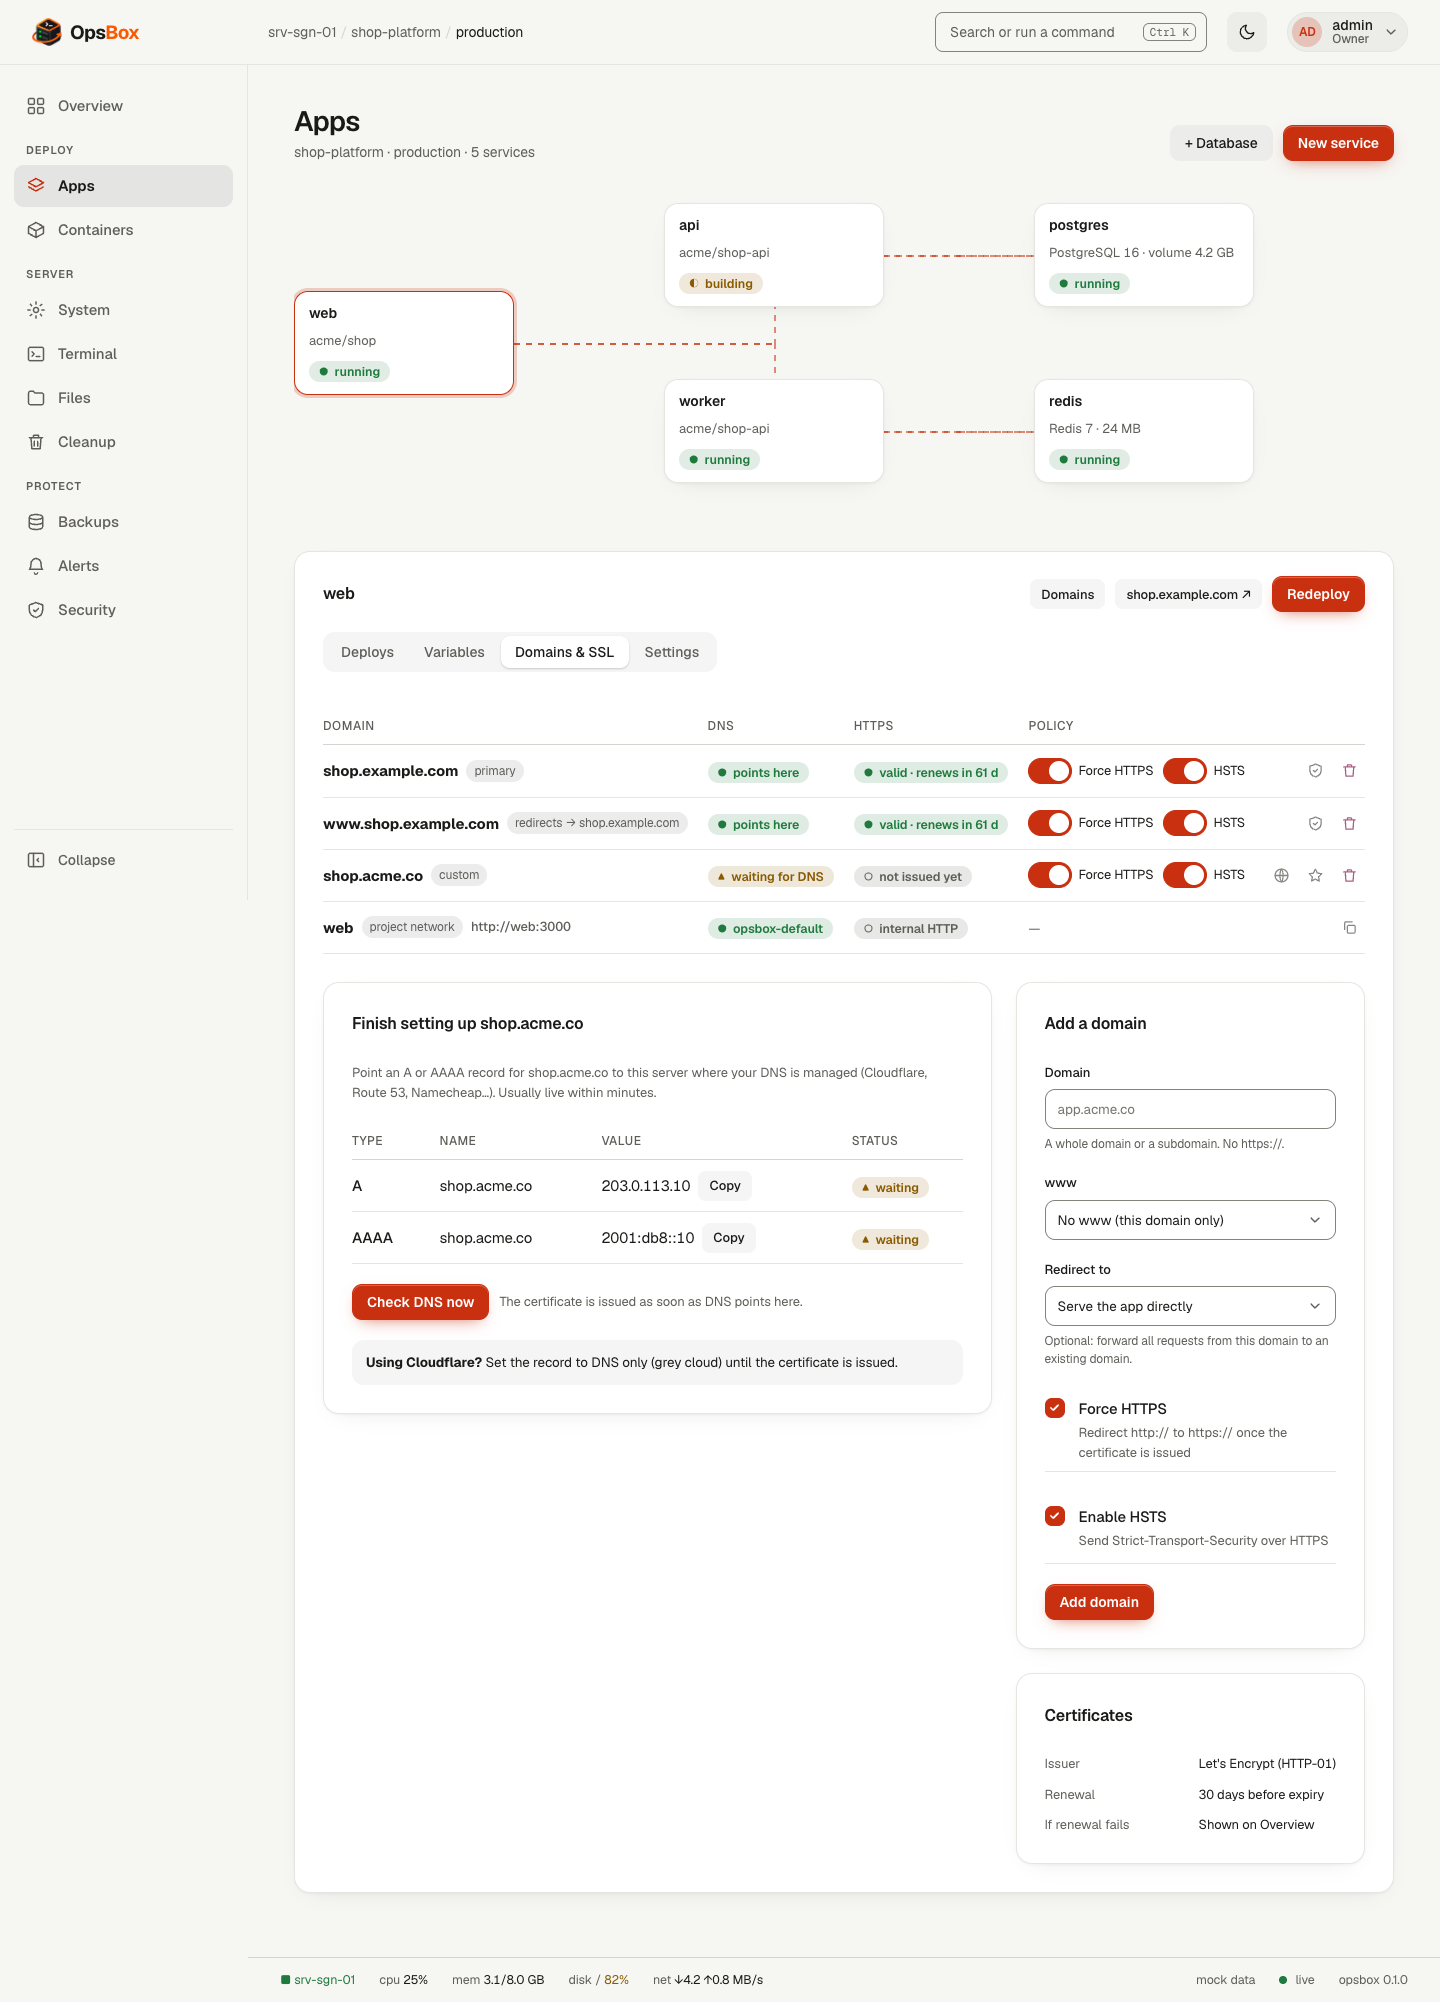 OpsBox
srv-sgn-01 / shop-platform / production
Search or run a command
Ctrl K
AD
admin
Owner
Overview
DEPLOY
Apps
Containers
SERVER
System
Terminal
Files
Cleanup
PROTECT
Backups
Alerts
Security
Collapse
Apps
shop-platform · production · 5 services
+ Database
New service
web
acme/shop
running
api
acme/shop-api
building
postgres
PostgreSQL 16 · volume 4.2 GB
running
worker
acme/shop-api
running
redis
Redis 7 · 24 MB
running
web
Domains
shop.example.com ↗
Redeploy
Deploys
Variables
Domains & SSL
Settings
DOMAIN DNS HTTPS POLICY
shop.example.com primary points here valid · renews in 61 d Force HTTPS HSTS
www.shop.example.com redirects → shop.example.com points here valid · renews in 61 d Force HTTPS HSTS
shop.acme.co custom waiting for DNS not issued yet Force HTTPS HSTS
web project network http://web:3000 opsbox-default internal HTTP —
Finish setting up shop.acme.co
Point an A or AAAA record for shop.acme.co to this server where your DNS is managed (Cloudflare,
Route 53, Namecheap…). Usually live within minutes.
TYPE NAME VALUE STATUS
A shop.acme.co 203.0.113.10 Copy waiting
AAAA shop.acme.co 2001:db8::10 Copy waiting
Check DNS now
The certificate is issued as soon as DNS points here.
Using Cloudflare? Set the record to DNS only (grey cloud) until the certificate is issued.
Add a domain
Domain
app.acme.co
A whole domain or a subdomain. No https://.
www
No www (this domain only)
Redirect to
Serve the app directly
Optional: forward all requests from this domain to an
existing domain.
Force HTTPS
Redirect http:// to https:// once the
certificate is issued
Enable HSTS
Send Strict-Transport-Security over HTTPS
Add domain
Certificates
Issuer Let's Encrypt (HTTP-01)
Renewal 30 days before expiry
If renewal fails Shown on Overview
srv-sgn-01 cpu 25% mem 3.1/8.0 GB disk / 82% net ↓4.2 ↑0.8 MB/s mock data live opsbox 0.1.0